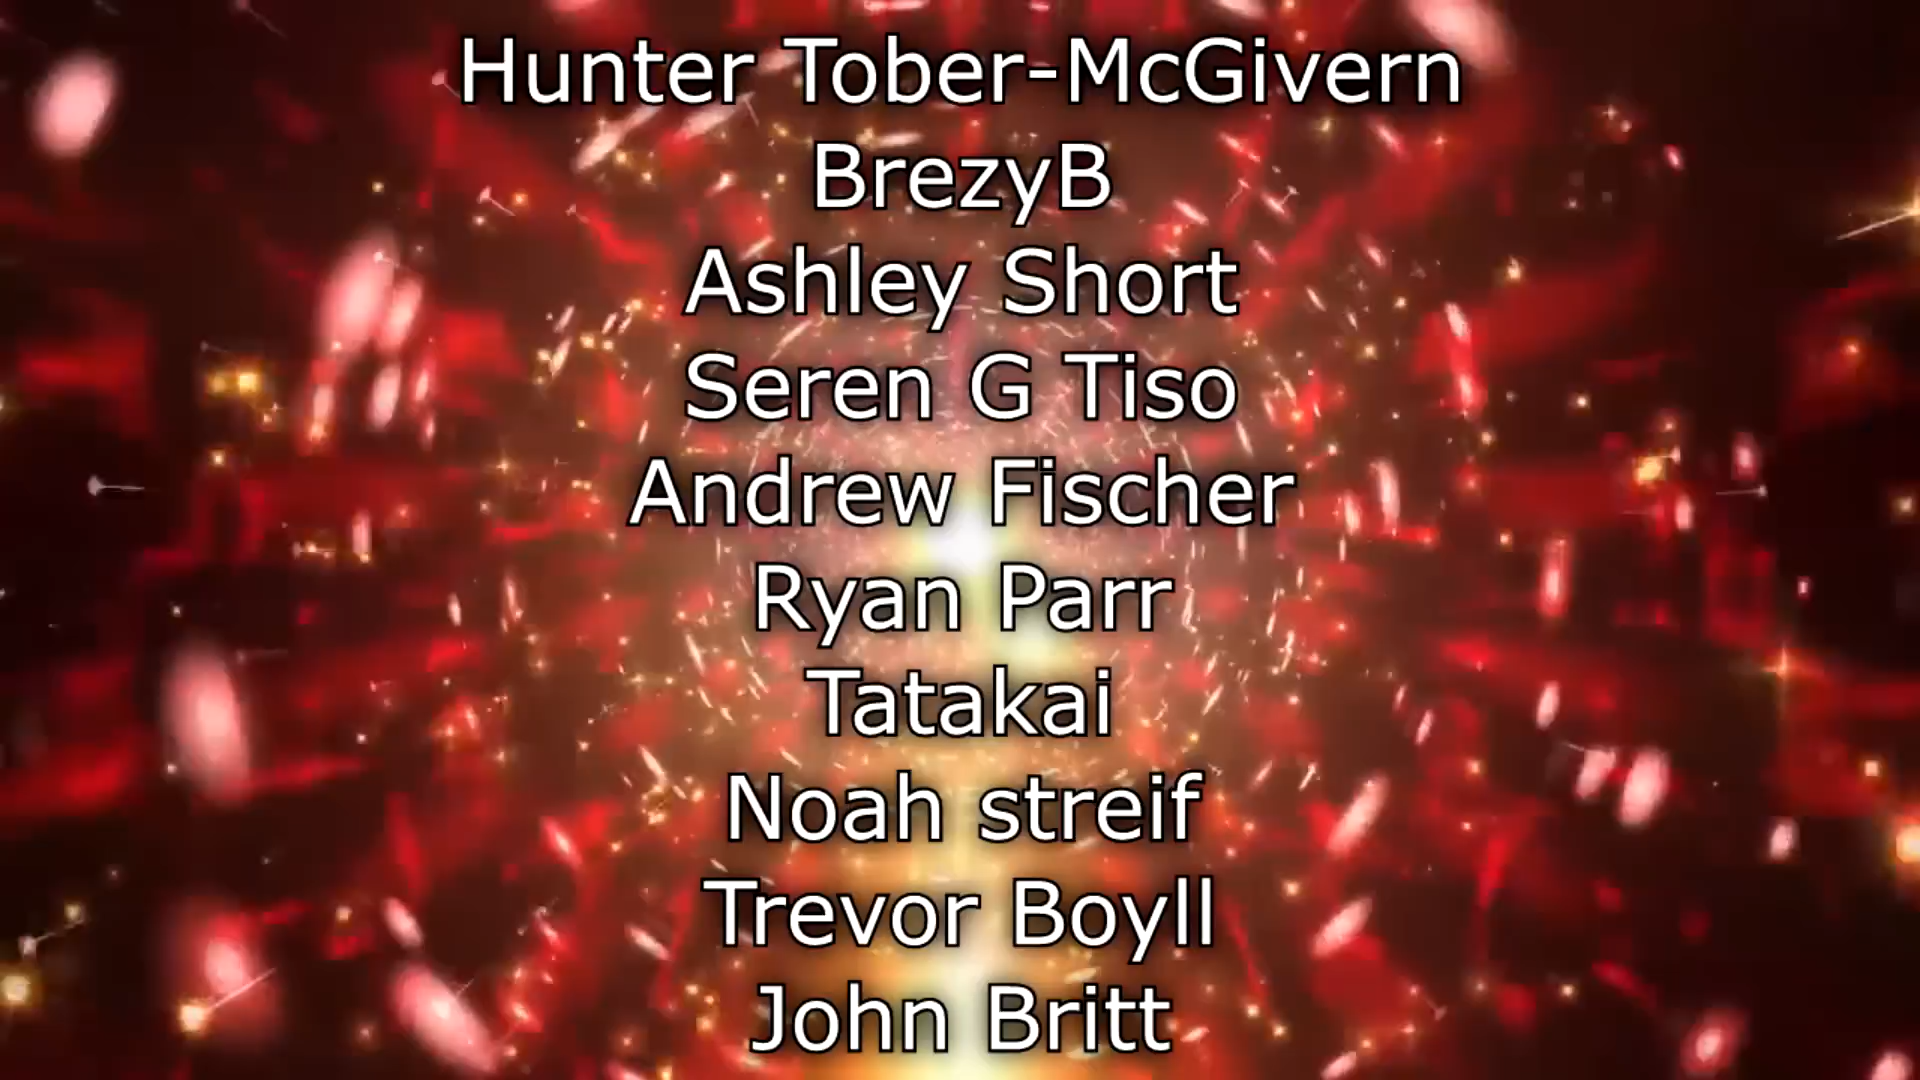 Hunter Tober-McGivern
BrezyB
Ashley Short
Seren G Tiso
Andrew Fischer
Ryan Parr
Tatakai
Noah streif
Trevor Boyll
John Britt